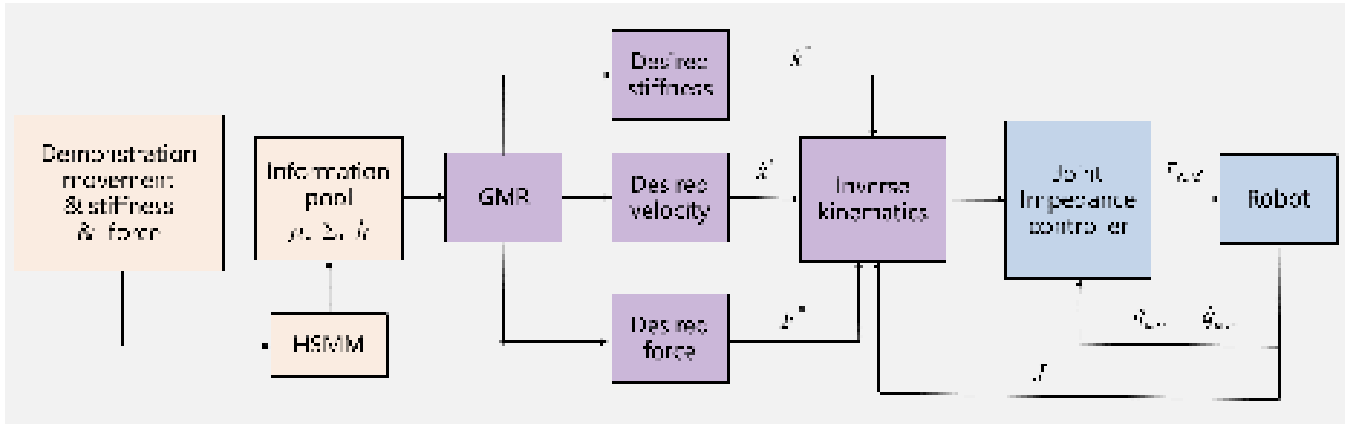 Demonstration
movement
& stiffness
& force
Information
pool
HSMM
GMR
Desired
stiffness
Desired
velocity
Desired
force
Inverse
kinematics
Joint
Impedance
controller
Robot